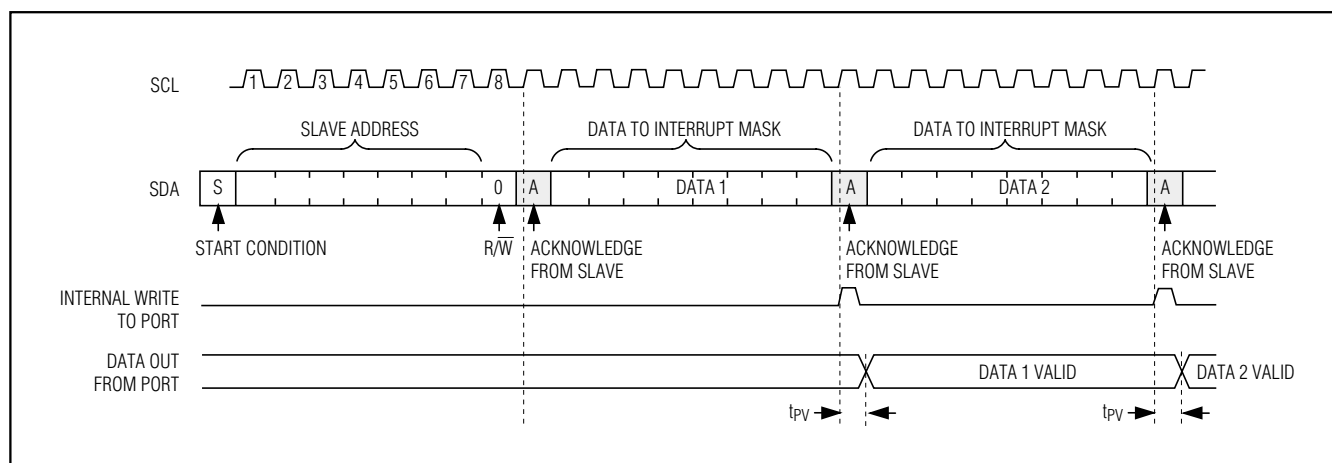 SCL 1 2 3 4 5 6 7 8
SLAVE ADDRESS DATA TO INTERRUPT MASK DATA TO INTERRUPT MASK
SDA S 0 A DATA 1 A DATA 2 A
START CONDITION R/W̅ ACKNOWLEDGE FROM SLAVE ACKNOWLEDGE FROM SLAVE ACKNOWLEDGE FROM SLAVE
INTERNAL WRITE
TO PORT
DATA OUT
FROM PORT
DATA 1 VALID DATA 2 VALID
tPV tPV